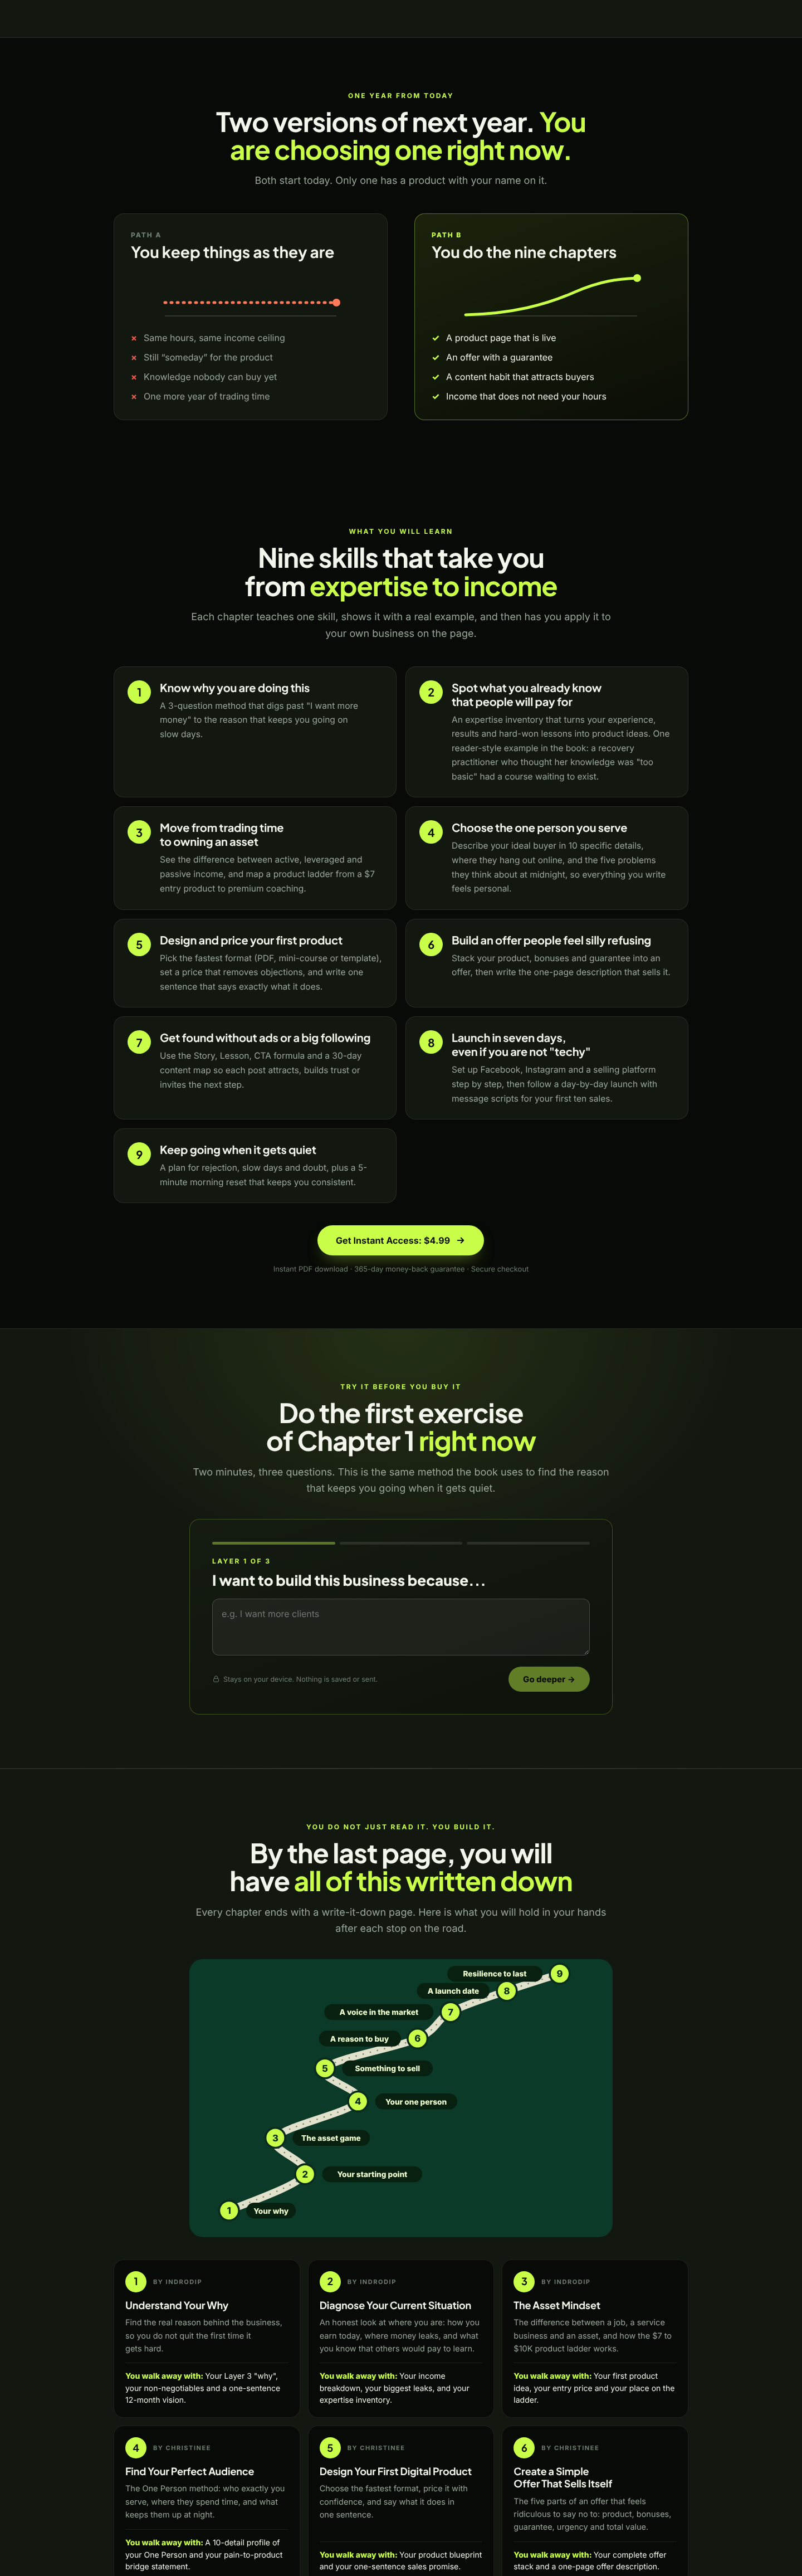 ONE YEAR FROM TODAY
Two versions of next year. You
are choosing one right now.
Both start today. Only one has a product with your name on it.
PATH A
You keep things as they are
× Same hours, same income ceiling
× Still “someday” for the product
× Knowledge nobody can buy yet
× One more year of trading time
PATH B
You do the nine chapters
✓ A product page that is live
✓ An offer with a guarantee
✓ A content habit that attracts buyers
✓ Income that does not need your hours
WHAT YOU WILL LEARN
Nine skills that take you
from expertise to income
Each chapter teaches one skill, shows it with a real example, and then has you apply it to
your own business on the page.
1
Know why you are doing this
A 3-question method that digs past "I want more
money" to the reason that keeps you going on
slow days.
2
Spot what you already know
that people will pay for
An expertise inventory that turns your experience,
results and hard-won lessons into product ideas. One
reader-style example in the book: a recovery
practitioner who thought her knowledge was "too
basic" had a course waiting to exist.
3
Move from trading time
to owning an asset
See the difference between active, leveraged and
passive income, and map a product ladder from a $7
entry product to premium coaching.
4
Choose the one person you serve
Describe your ideal buyer in 10 specific details,
where they hang out online, and the five problems
they think about at midnight, so everything you write
feels personal.
5
Design and price your first product
Pick the fastest format (PDF, mini-course or template),
set a price that removes objections, and write one
sentence that says exactly what it does.
6
Build an offer people feel silly refusing
Stack your product, bonuses and guarantee into an
offer, then write the one-page description that sells it.
7
Get found without ads or a big following
Use the Story, Lesson, CTA formula and a 30-day
content map so each post attracts, builds trust or
invites the next step.
8
Launch in seven days,
even if you are not "techy"
Set up Facebook, Instagram and a selling platform
step by step, then follow a day-by-day launch with
message scripts for your first ten sales.
9
Keep going when it gets quiet
A plan for rejection, slow days and doubt, plus a 5-
minute morning reset that keeps you consistent.
Get Instant Access: $4.99 →
Instant PDF download · 365-day money-back guarantee · Secure checkout
TRY IT BEFORE YOU BUY IT
Do the first exercise
of Chapter 1 right now
Two minutes, three questions. This is the same method the book uses to find the reason
that keeps you going when it gets quiet.
LAYER 1 OF 3
I want to build this business because...
e.g. I want more clients
Stays on your device. Nothing is saved or sent.
Go deeper →
YOU DO NOT JUST READ IT. YOU BUILD IT.
By the last page, you will
have all of this written down
Every chapter ends with a write-it-down page. Here is what you will hold in your hands
after each stop on the road.
Resilience to last 9
A launch date 8
A voice in the market 7
A reason to buy 6
5 Something to sell
4 Your one person
3 The asset game
2 Your starting point
1 Your why
1 BY INDRODIP
Understand Your Why
Find the real reason behind the business,
so you do not quit the first time it
gets hard.
You walk away with: Your Layer 3 "why",
your non-negotiables and a one-sentence
12-month vision.
2 BY INDRODIP
Diagnose Your Current Situation
An honest look at where you are: how you
earn today, where money leaks, and what
you know that others would pay to learn.
You walk away with: Your income
breakdown, your biggest leaks, and your
expertise inventory.
3 BY INDRODIP
The Asset Mindset
The difference between a job, a service
business and an asset, and how the $7 to
$10K product ladder works.
You walk away with: Your first product
idea, your entry price and your place on the
ladder.
4 BY CHRISTINEE
Find Your Perfect Audience
The One Person method: who exactly you
serve, where they spend time, and what
keeps them up at night.
You walk away with: A 10-detail profile of
your One Person and your pain-to-product
bridge statement.
5 BY CHRISTINEE
Design Your First Digital Product
Choose the fastest format, price it with
confidence, and say what it does in
one sentence.
You walk away with: Your product blueprint
and your one-sentence sales promise.
6 BY CHRISTINEE
Create a Simple
Offer That Sells Itself
The five parts of an offer that feels
ridiculous to say no to: product, bonuses,
guarantee, urgency and total value.
You walk away with: Your complete offer
stack and a one-page offer description.